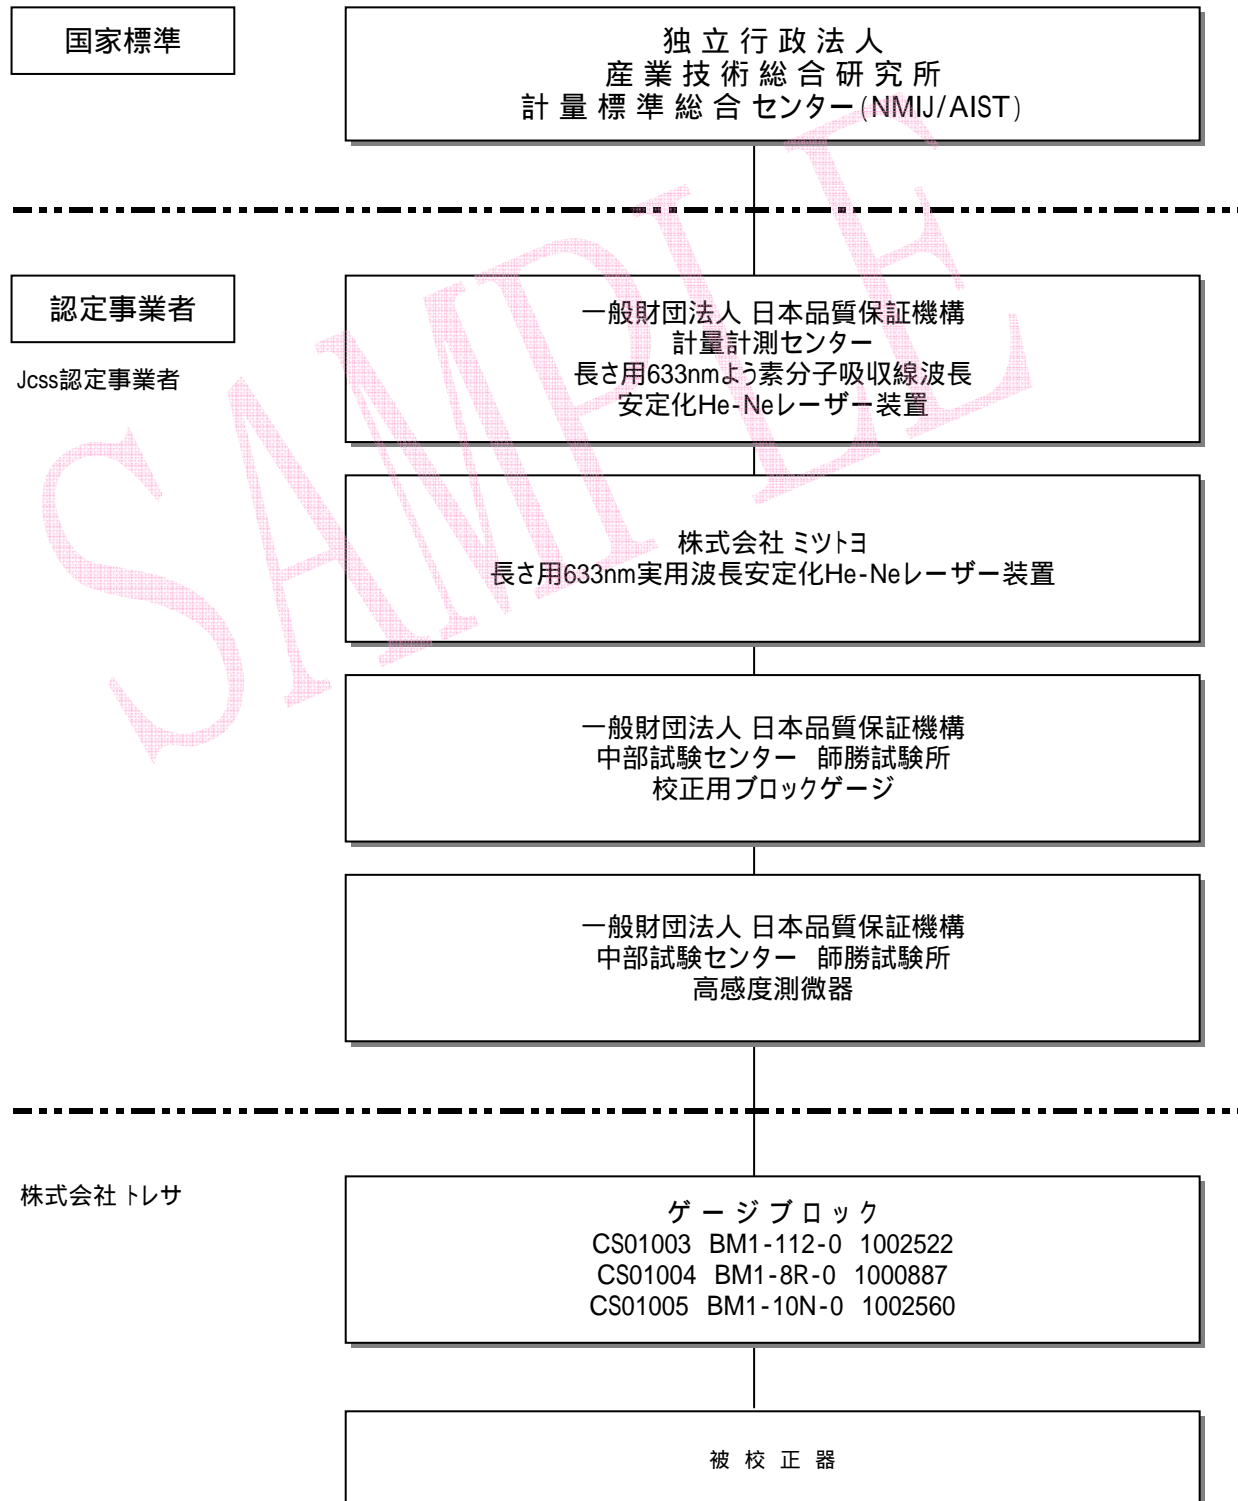 国家標準
独立行政法人
産業技術総合研究所
計量標準総合センター(NMIJ/AIST)
認定事業者
Jcss認定事業者
一般財団法人 日本品質保証機構
計量計測センター
長さ用633nmよう素分子吸収線波長
安定化He-Neレーザー装置
株式会社 ミツトヨ
長さ用633nm実用波長安定化He-Neレーザー装置
一般財団法人 日本品質保証機構
中部試験センター 師勝試験所
校正用ブロックゲージ
一般財団法人 日本品質保証機構
中部試験センター 師勝試験所
高感度測微器
株式会社 トレサ
ゲージブロック
CS01003 BM1-112-0 1002522
CS01004 BM1-8R-0 1000887
CS01005 BM1-10N-0 1002560
被校正器
SAMPLE